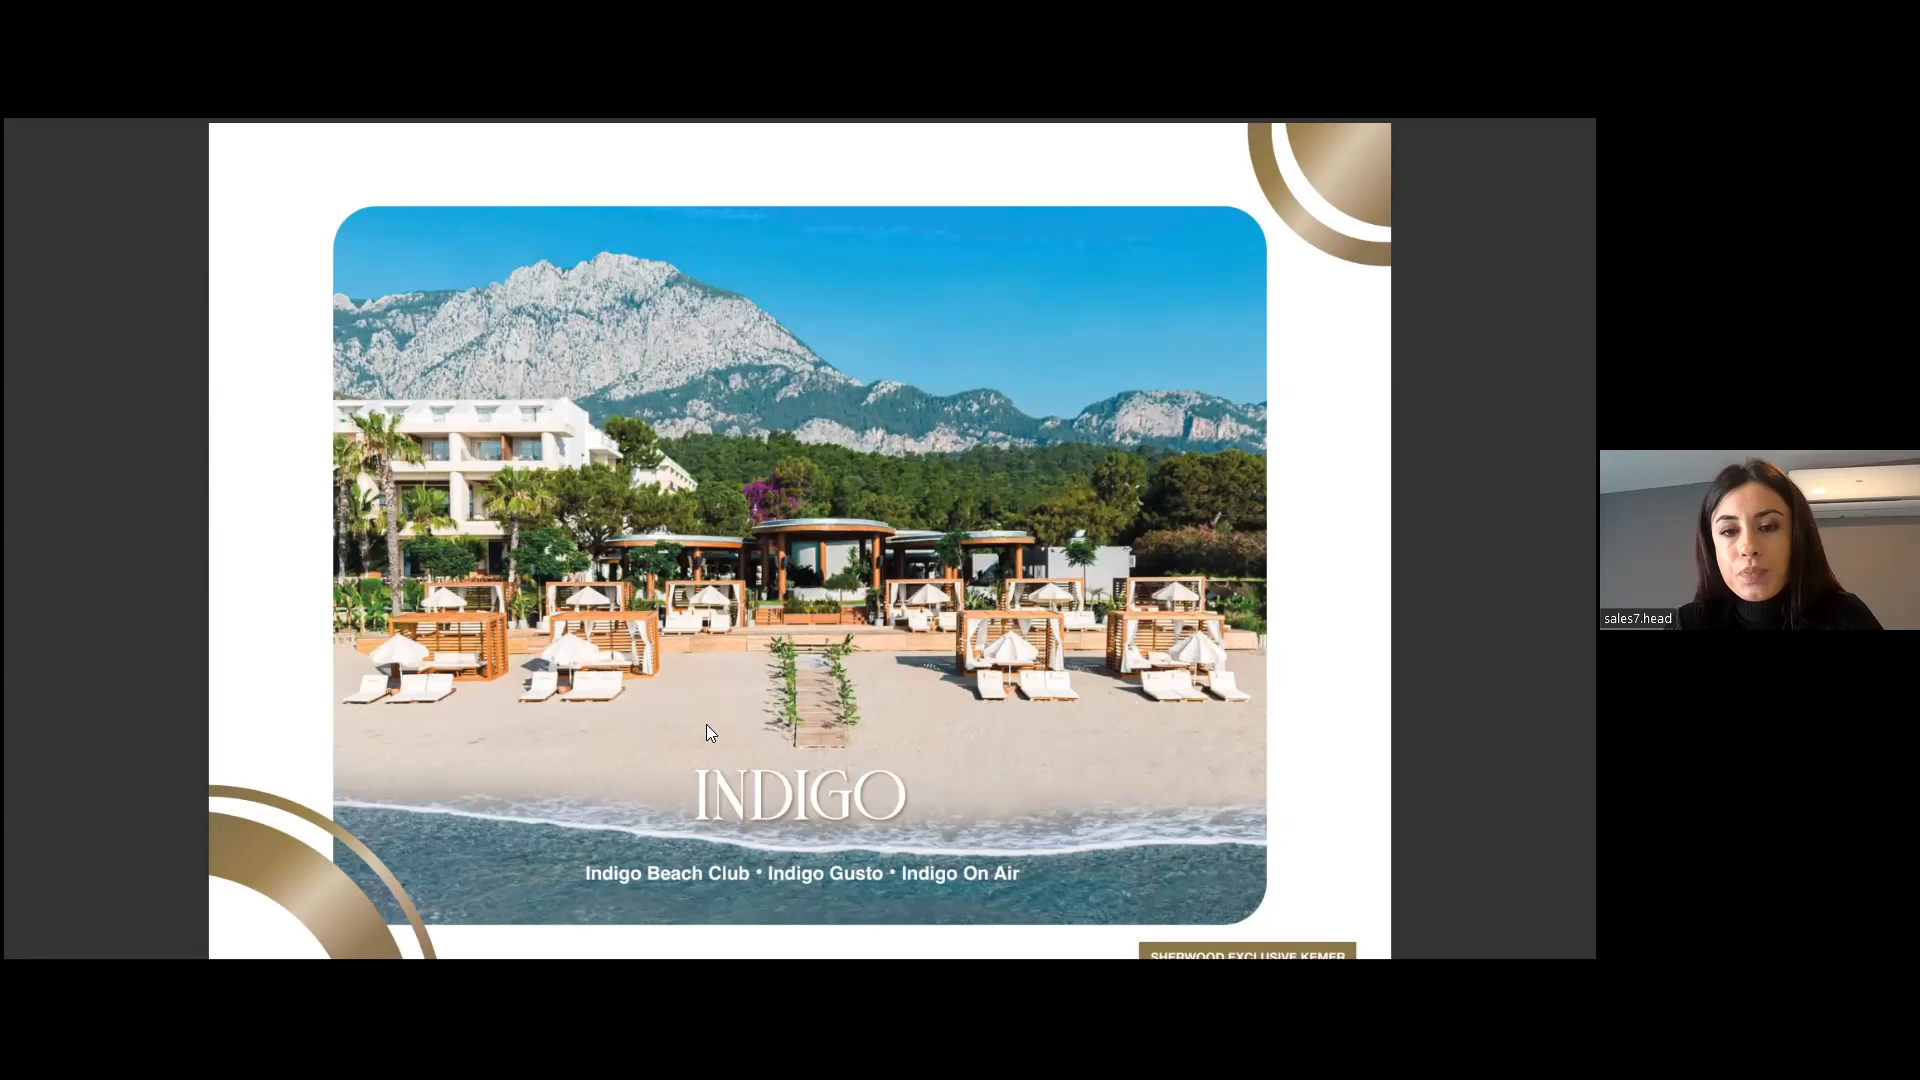 INDIGO
Indigo Beach Club • Indigo Gusto • Indigo On Air
SHERWOOD EXCLUSIVE KEMER
sales7.head